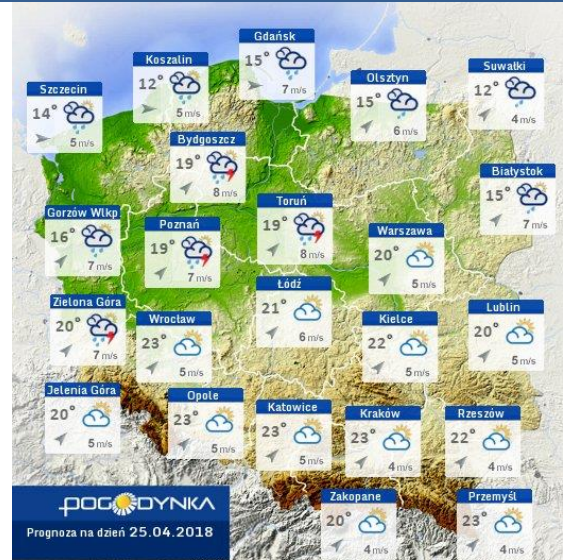 Gdańsk
15°
7 m/s
Koszalin
12°
5 m/s
Suwałki
12°
4 m/s
Olsztyn
15°
6 m/s
Szczecin
14°
5 m/s
Bydgoszcz
19°
8 m/s
Białystok
15°
7 m/s
Toruń
19°
8 m/s
Gorzów Wlkp
16°
7 m/s
Poznań
19°
7 m/s
Warszawa
20°
5 m/s
Łódź
21°
6 m/s
Zielona Góra
20°
7 m/s
Wrocław
23°
5 m/s
Kielce
22°
5 m/s
Lublin
20°
5 m/s
Jelenia Góra
20°
5 m/s
Opole
23°
5 m/s
Katowice
23°
5 m/s
Kraków
23°
4 m/s
Rzeszów
22°
4 m/s
Zakopane
20°
4 m/s
Przemyśl
23°
4 m/s
POGODYNKA
Prognoza na dzień 25.04.2018